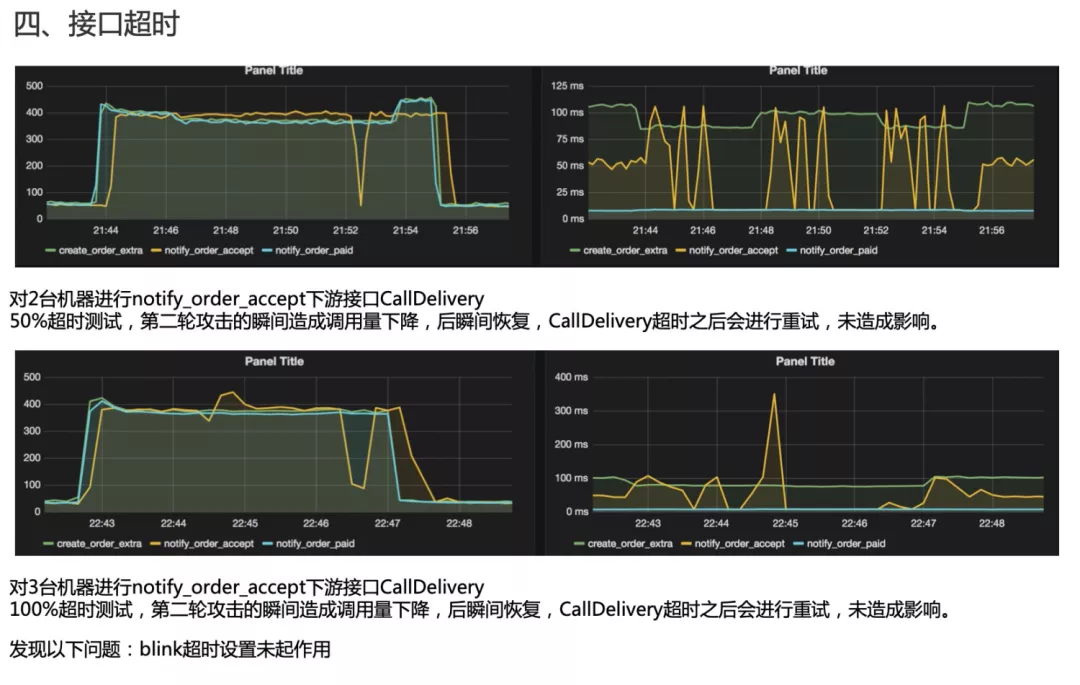 四、接口超时
Panel Title
Panel Title
500
400
300
200
100
0
21:44 21:46 21:48 21:50 21:52 21:54 21:56
create_order_extra notify_order_accept notify_order_paid
125 ms
100 ms
75 ms
50 ms
25 ms
0 ms
21:44 21:46 21:48 21:50 21:52 21:54 21:56
create_order_extra notify_order_accept notify_order_paid
对2台机器进行notify_order_accept下游接口CallDelivery
50%超时测试，第二轮攻击的瞬间造成调用量下降，后瞬间恢复，CallDelivery超时之后会进行重试，未造成影响。
Panel Title
Panel Title
500
400
300
200
100
0
22:43 22:44 22:45 22:46 22:47 22:48
create_order_extra notify_order_accept notify_order_paid
400 ms
300 ms
200 ms
100 ms
0 ms
22:43 22:44 22:45 22:46 22:47 22:48
create_order_extra notify_order_accept notify_order_paid
对3台机器进行notify_order_accept下游接口CallDelivery
100%超时测试，第二轮攻击的瞬间造成调用量下降，后瞬间恢复，CallDelivery超时之后会进行重试，未造成影响。
发现以下问题：blink超时设置未起作用